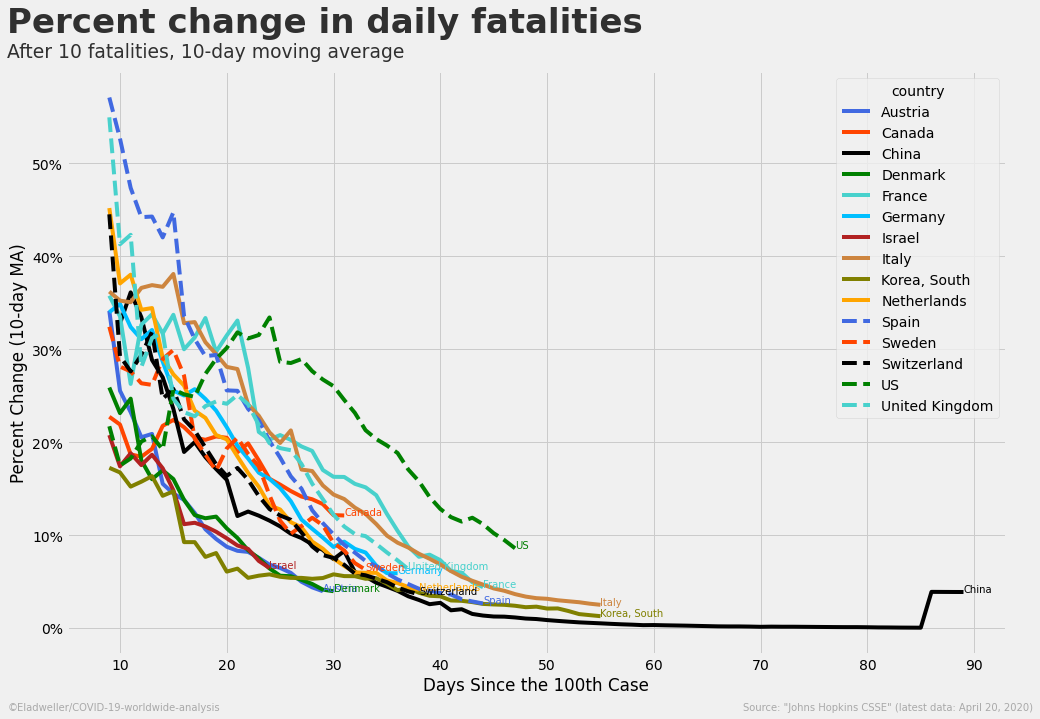 Percent change in daily fatalities
After 10 fatalities, 10-day moving average
country
Austria
Canada
China
Denmark
France
Germany
Israel
Italy
Korea, South
Netherlands
Spain
Sweden
Switzerland
US
United Kingdom
Percent Change (10-day MA)
50%
40%
30%
20%
10%
0%
US
Canada
Israel
Sweden
United Kingdom
Germany
Austria
Denmark
Netherlands
France
Switzerland
China
Spain
Italy
Korea, South
10 20 30 40 50 60 70 80 90
Days Since the 100th Case
©Eladweller/COVID-19-worldwide-analysis
Source: "Johns Hopkins CSSE" (latest data: April 20, 2020)